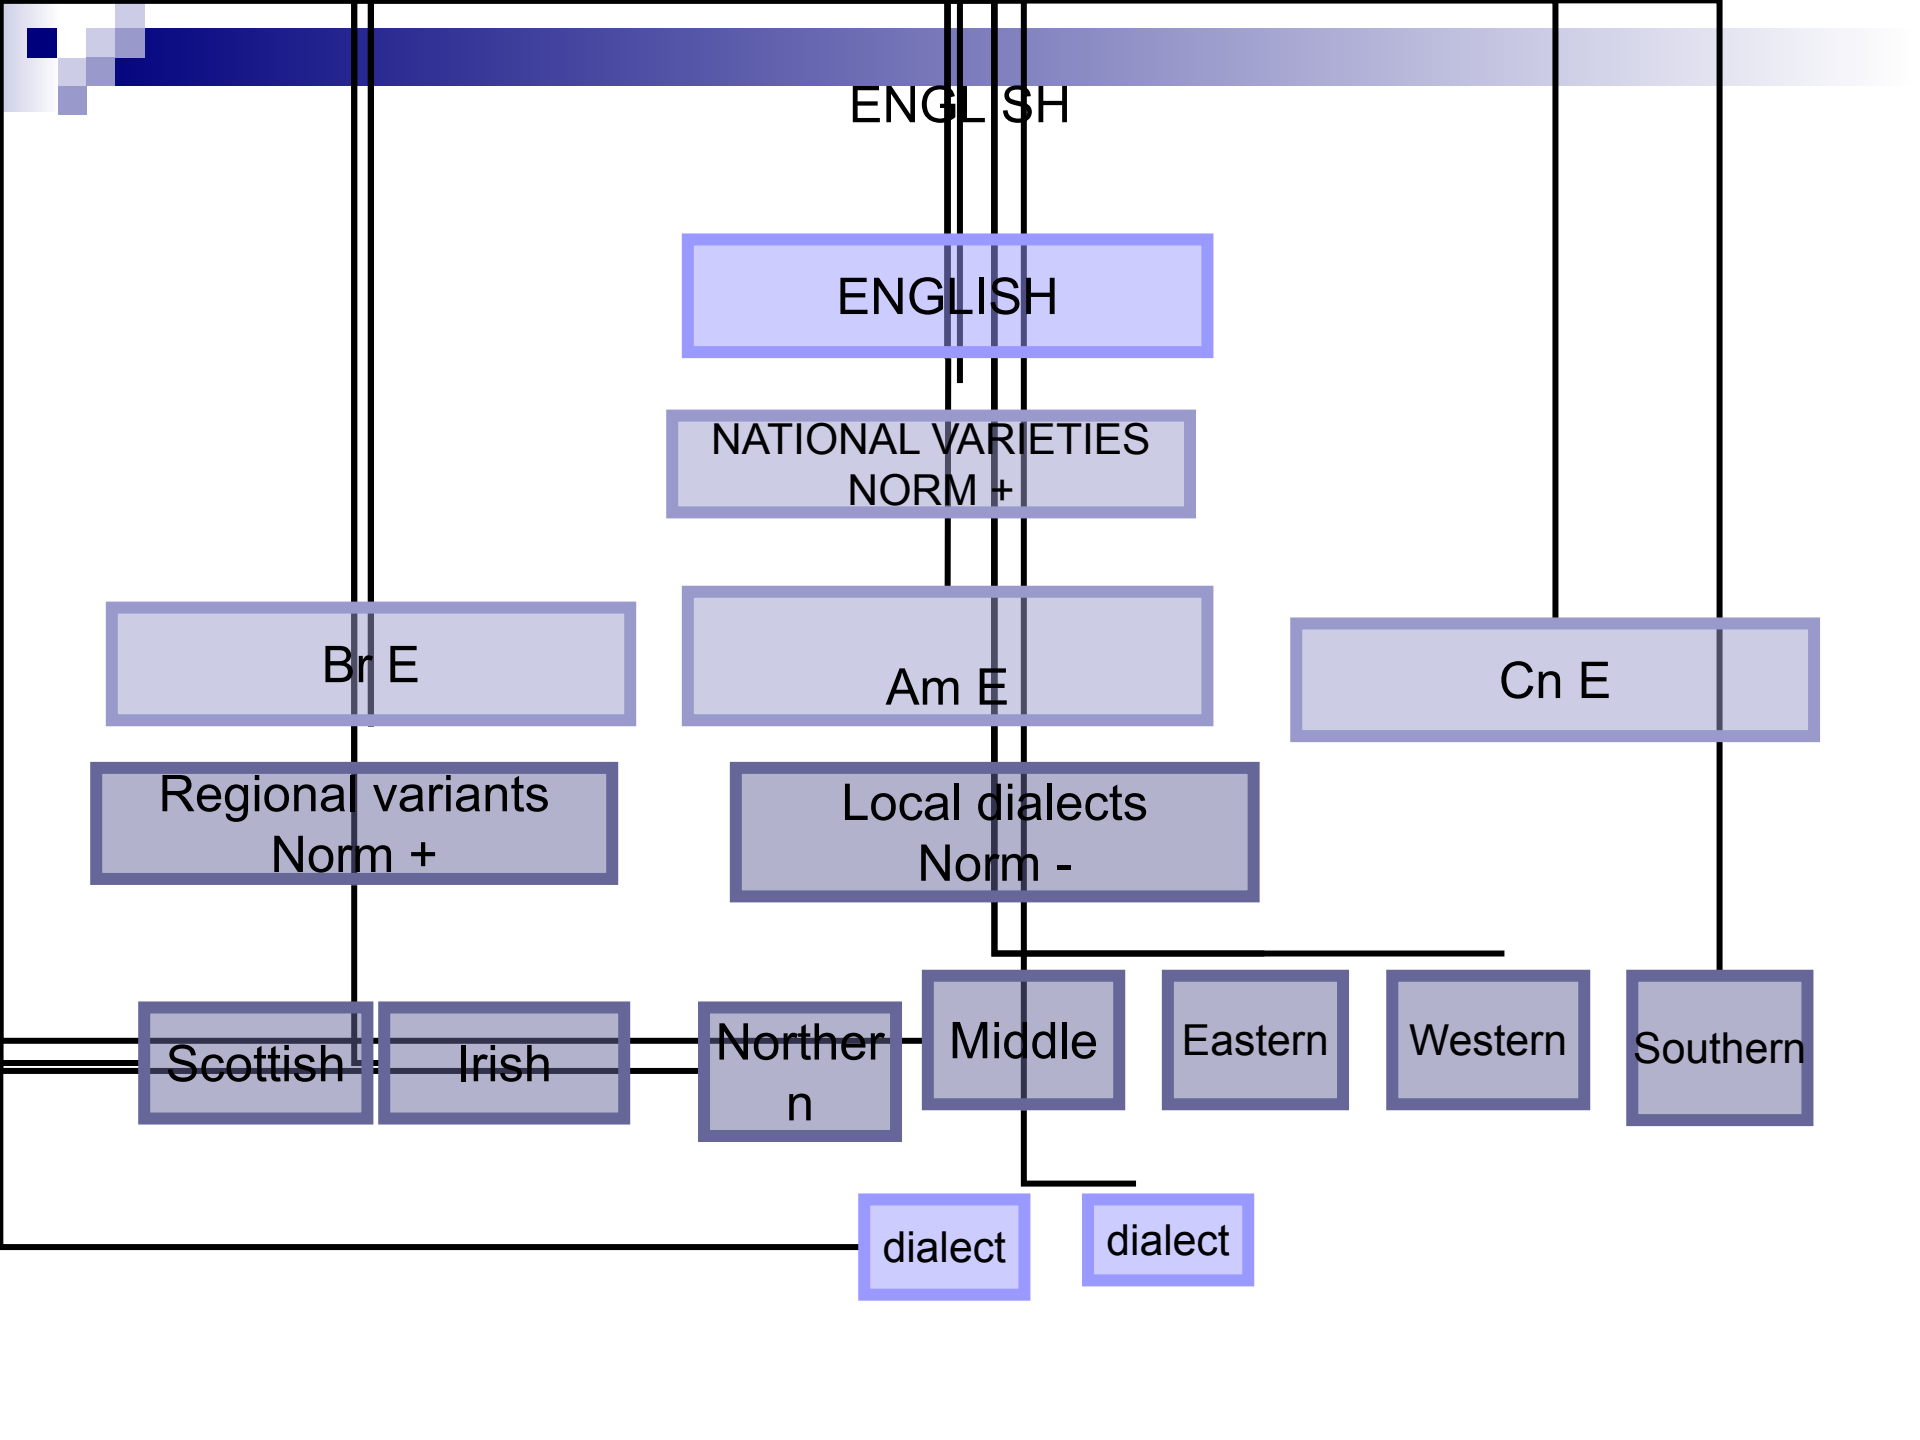 ENGLISH
ENGLISH
NATIONAL VARIETIES
NORM +
Br E
Am E
Cn E
Regional variants
Norm +
Local dialects
Norm -
Scottish
Irish
Norther
n
Middle
Eastern
Western
Southern
dialect
dialect